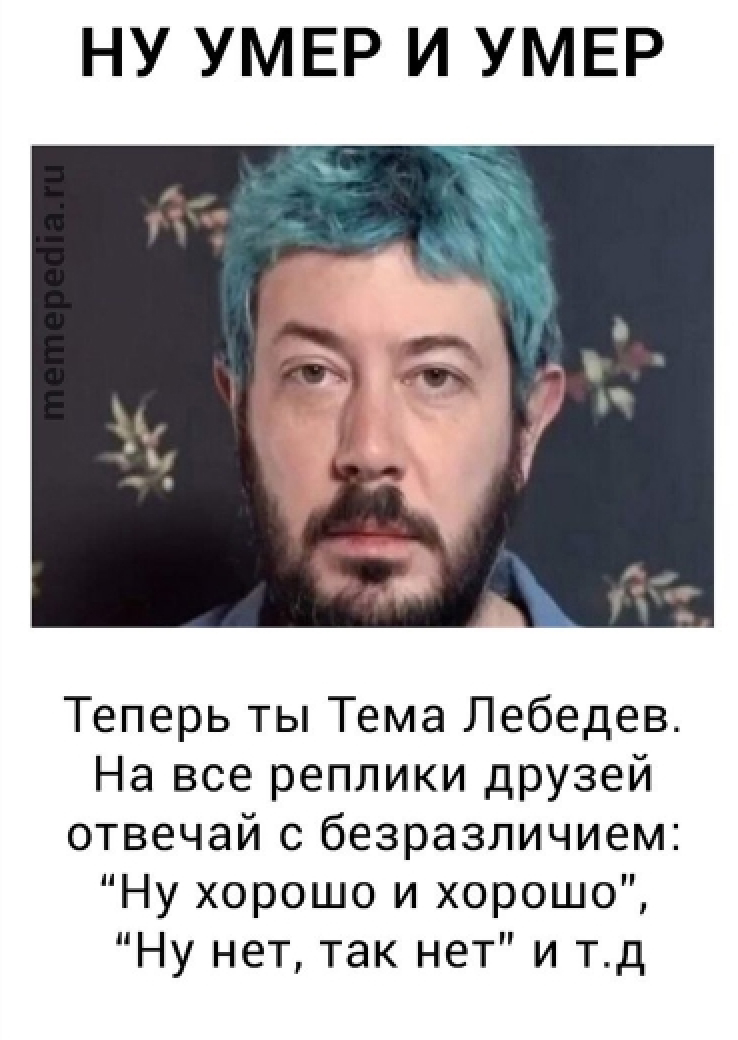 НУ УМЕР И УМЕР
memepedia.ru
Теперь ты Тема Лебедев.
На все реплики друзей
отвечай с безразличием:
“Ну хорошо и хорошо”,
“Ну нет, так нет” и т.д